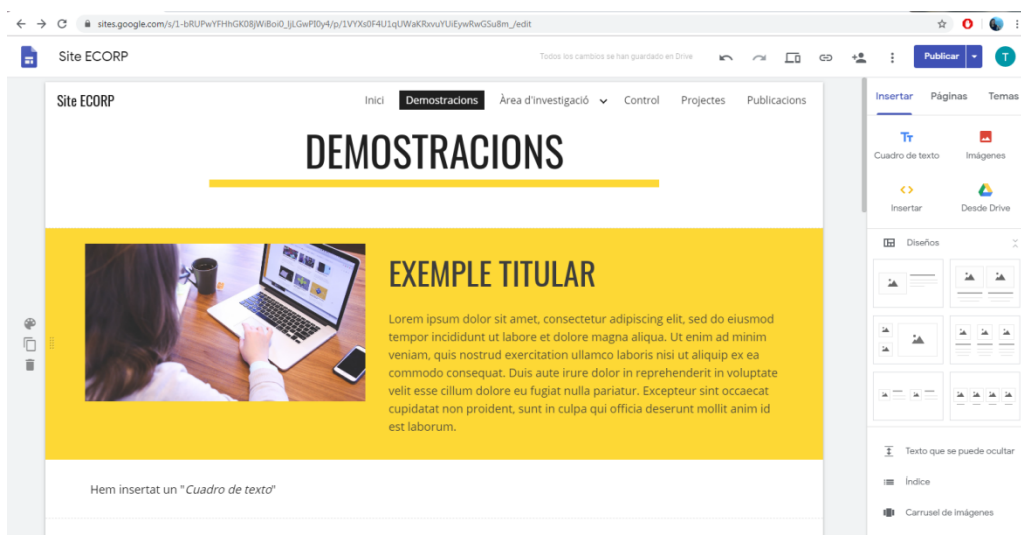 sites.google.com/s/1-bRUPwYFHhGK08jWiBoi0_ljLGwPI0y4/p/1VYXs0F4U1qUWaKRxvuYUiEywRwGSu8m_/edit
Site ECORP
Todos los cambios se han guardado en Drive
Publicar
T
Site ECORP
Inici Demostracions Àrea d'investigació Control Projectes Publicacions
DEMOSTRACIONS
EXEMPLE TITULAR
Lorem ipsum dolor sit amet, consectetur adipiscing elit, sed do eiusmod
tempor incididunt ut labore et dolore magna aliqua. Ut enim ad minim
veniam, quis nostrud exercitation ullamco laboris nisi ut aliquip ex ea
commodo consequat. Duis aute irure dolor in reprehenderit in voluptate
velit esse cillum dolore eu fugiat nulla pariatur. Excepteur sint occaecat
cupidatat non proident, sunt in culpa qui officia deserunt mollit anim id
est laborum.
Hem insertat un "Cuadro de texto"
Insertar Páginas Temas
Cuadro de texto Imágenes
Insertar Desde Drive
Diseños
Texto que se puede ocultar
Índice
Carrusel de imágenes